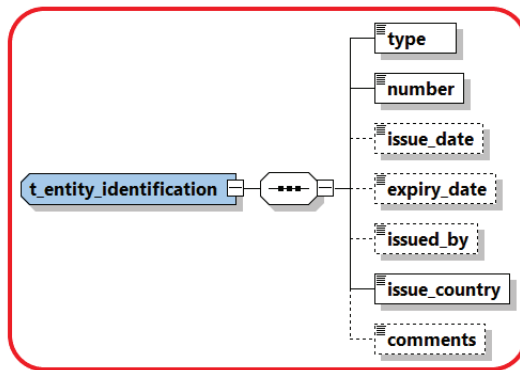 type
number
issue_date
t_entity_identification
expiry_date
issued_by
issue_country
comments